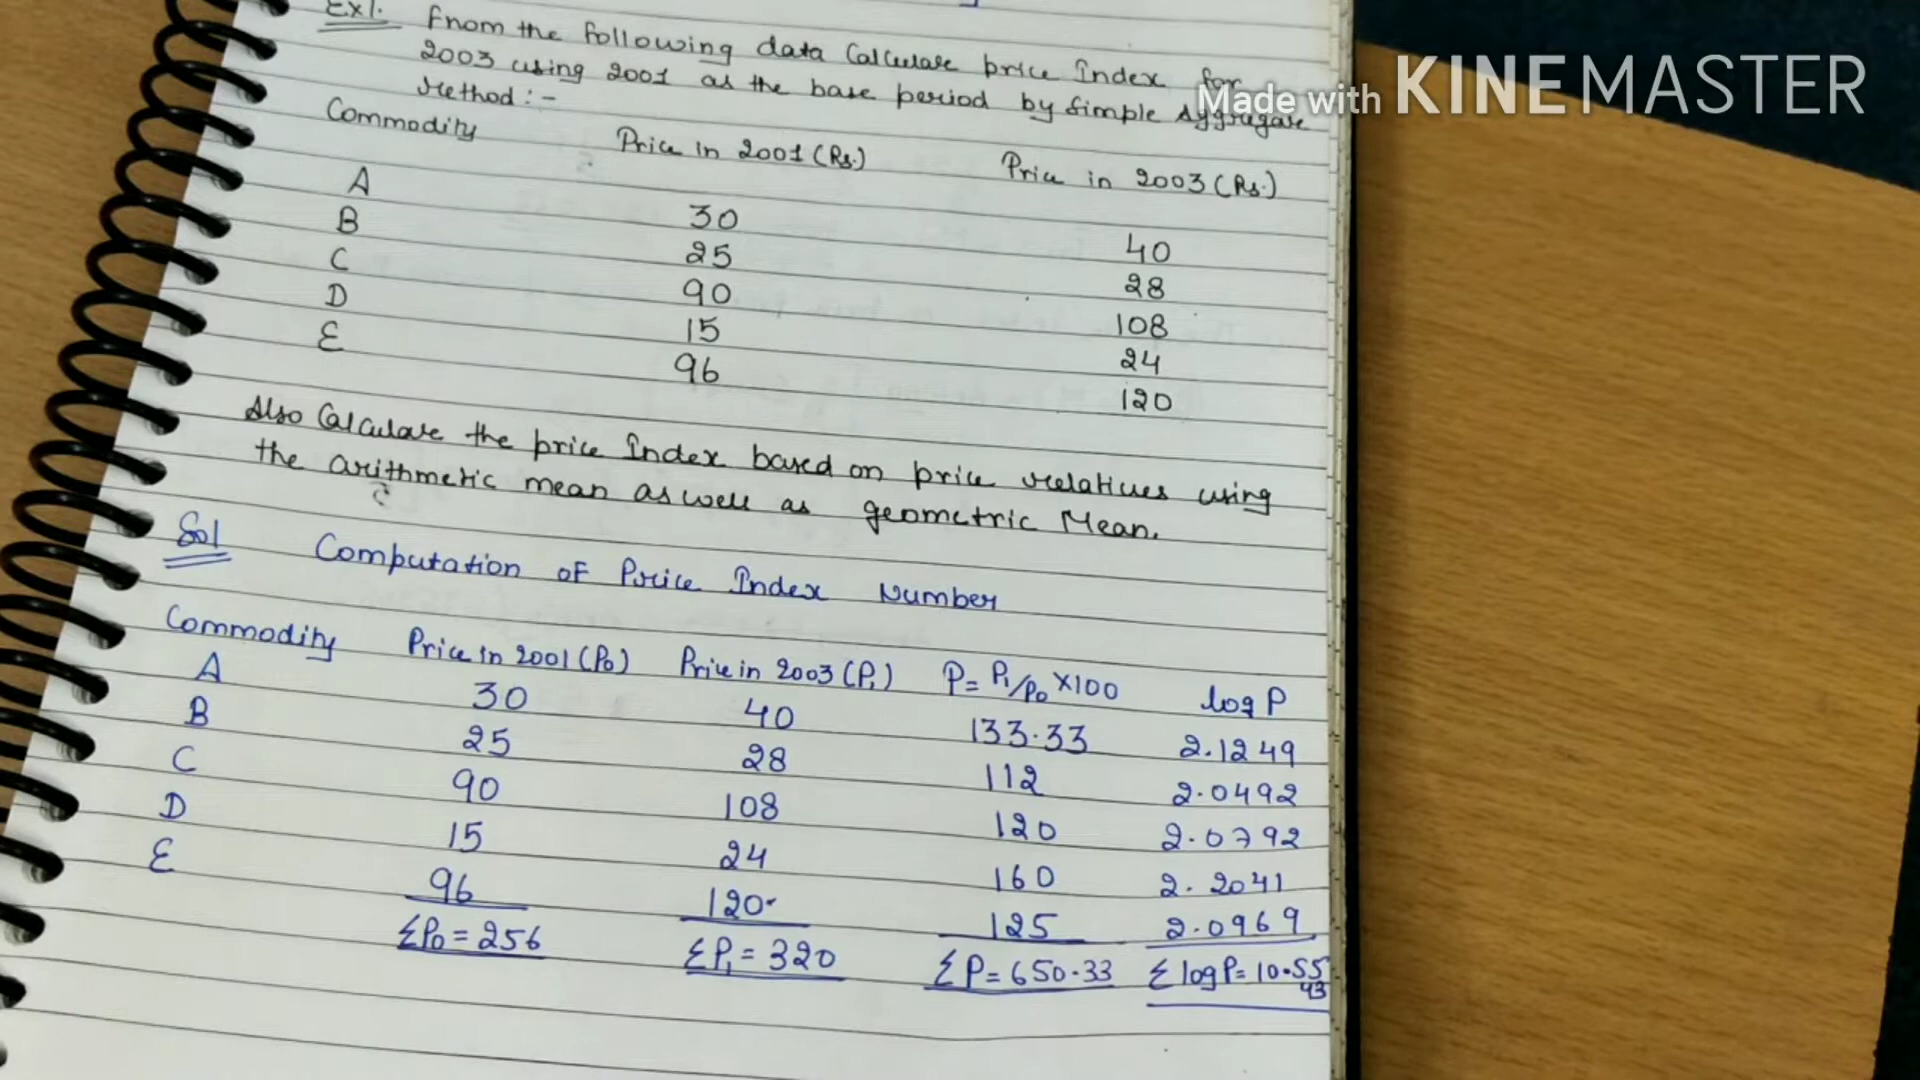 Ex1. From the following data Calculate price Index for
2003 using 2001 as the base period by Simple Aggregate
Method :-
Made with KINEMASTER
Commodity Price in 2001 (Rs.) Price in 2003 (Rs.)
A 30 40
B 25 28
C 90 108
D 15 24
E 96 120
Also Calculate the price Index based on price relatives using
the arithmetic mean as well as geometric Mean.
Sol Computation of Price Index Number
Commodity Price in 2001 (P0) Price in 2003 (P1) P = P1/P0 ×100 log P
A 30 40 133.33 2.1249
B 25 28 112 2.0492
C 90 108 120 2.0792
D 15 24 160 2.2041
E 96 120 125 2.0969
ΣP0 = 256 ΣP1 = 320 ΣP = 650.33 Σ log P = 10.5543